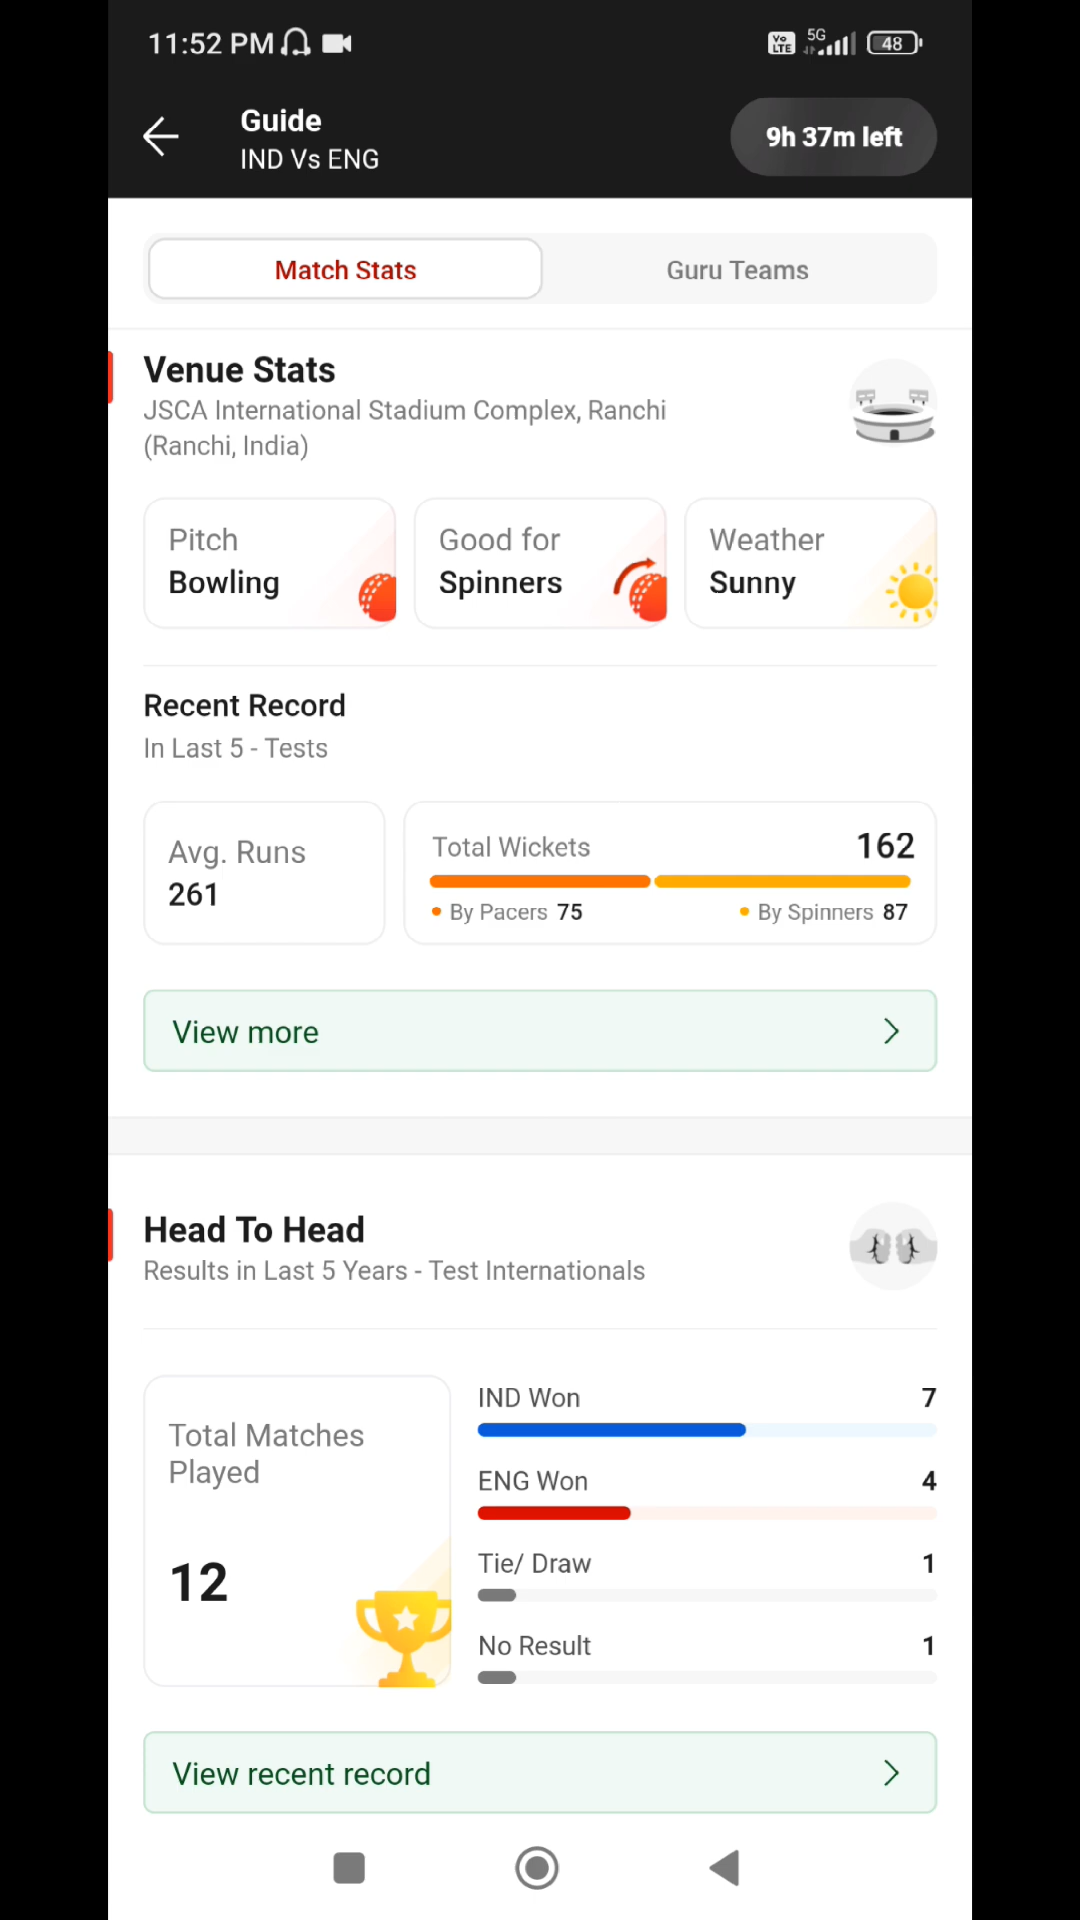 11:52 PM
Vo LTE 5G 48
Guide
IND Vs ENG
9h 37m left
Match Stats
Guru Teams
Venue Stats
JSCA International Stadium Complex, Ranchi
(Ranchi, India)
Pitch
Bowling
Good for
Spinners
Weather
Sunny
Recent Record
In Last 5 - Tests
Avg. Runs
261
Total Wickets 162
By Pacers 75
By Spinners 87
View more
Head To Head
Results in Last 5 Years - Test Internationals
Total Matches
Played
12
IND Won 7
ENG Won 4
Tie/ Draw 1
No Result 1
View recent record